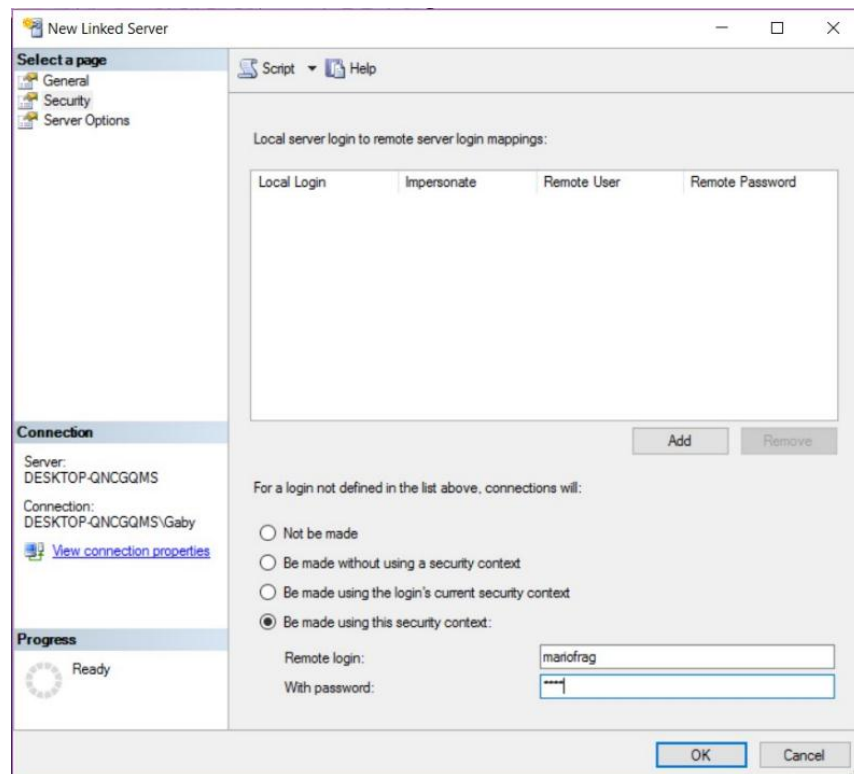 New Linked Server
Select a page
General
Security
Server Options
Script Help
Local server login to remote server login mappings:
Local Login Impersonate Remote User Remote Password
Add Remove
Connection
Server:
DESKTOP-QNCGQMS
Connection:
DESKTOP-QNCGQMS\Gaby
View connection properties
Progress
Ready
For a login not defined in the list above, connections will:
Not be made
Be made without using a security context
Be made using the login's current security context
Be made using this security context:
Remote login: mariofrag
With password: ****
OK Cancel